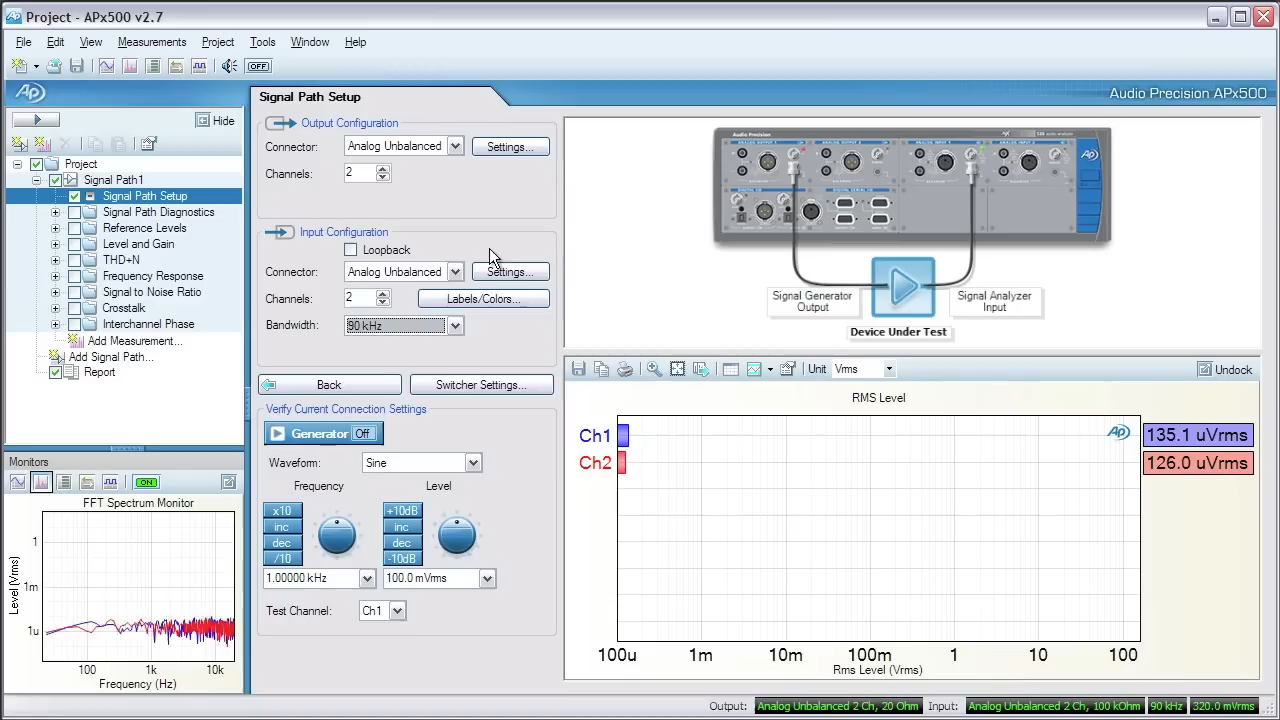 Project - APx500 v2.7
File Edit View Measurements Project Tools Window Help
OFF
Audio Precision APx500
Hide
Project
Signal Path1
Signal Path Setup
Signal Path Diagnostics
Reference Levels
Level and Gain
THD+N
Frequency Response
Signal to Noise Ratio
Crosstalk
Interchannel Phase
Add Measurement...
Add Signal Path...
Report
Monitors
ON
FFT Spectrum Monitor
Level (Vrms)
1
1m
1u
100 1k 10k
Frequency (Hz)
Signal Path Setup
Output Configuration
Connector: Analog Unbalanced Settings...
Channels: 2
Input Configuration
Loopback
Connector: Analog Unbalanced Settings...
Channels: 2 Labels/Colors...
Bandwidth: 90 kHz
Back Switcher Settings...
Verify Current Connection Settings
Generator Off
Waveform: Sine
Frequency Level
x10 +10dB
inc inc
dec dec
/10 -10dB
1.00000 kHz 100.0 mVrms
Test Channel: Ch1
Audio Precision
Signal Generator Output
Signal Analyzer Input
Device Under Test
Unit Vrms Undock
RMS Level
Ch1 135.1 uVrms
Ch2 126.0 uVrms
100u 1m 10m 100m 1 10 100
Rms Level (Vrms)
Output: Analog Unbalanced 2 Ch, 20 Ohm Input: Analog Unbalanced 2 Ch, 100 kOhm 90 kHz 320.0 mVrms